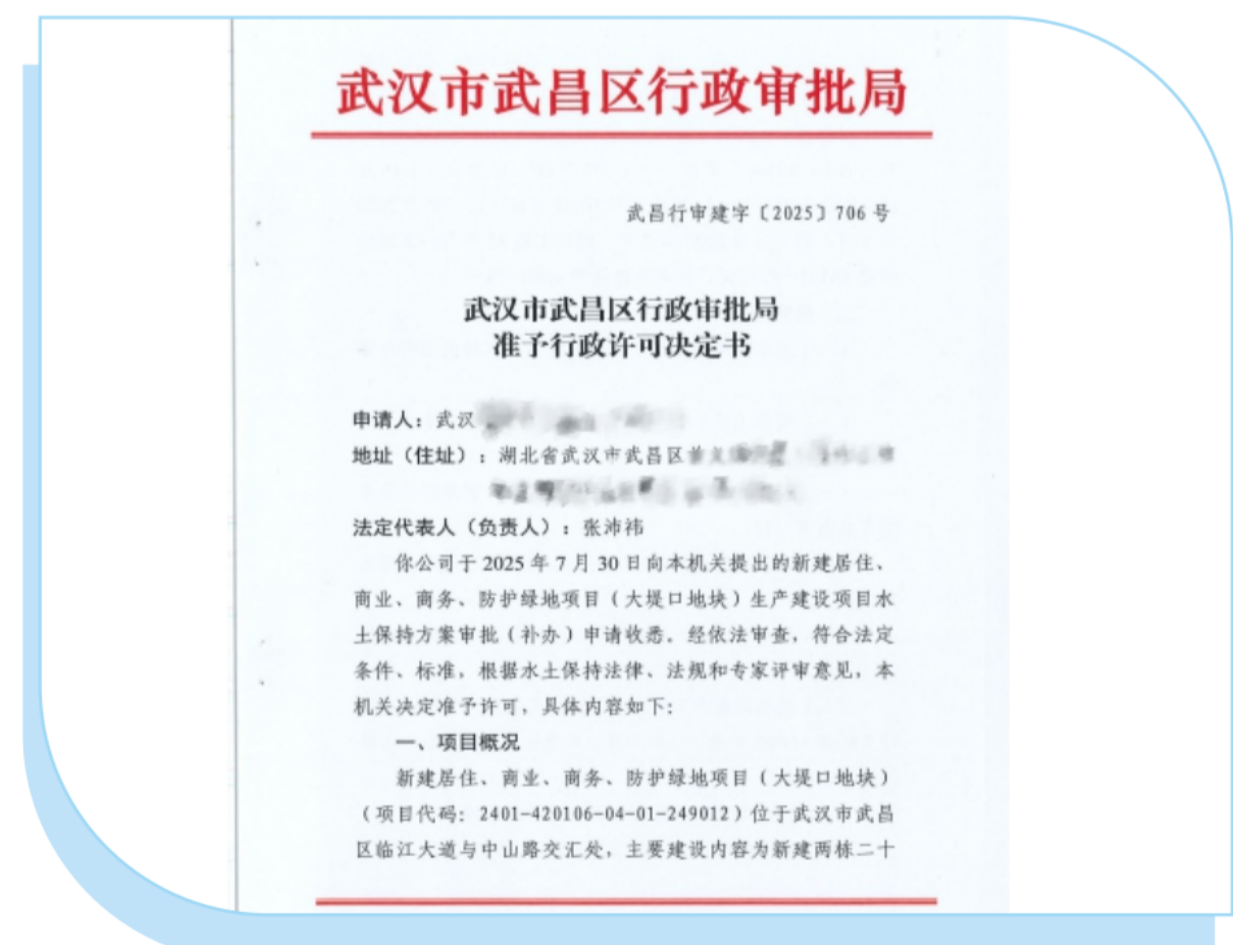 武汉市武昌区行政审批局
武昌行审建字〔2025〕706 号
武汉市武昌区行政审批局
准予行政许可决定书
申请人：武汉
地址（住址）：湖北省武汉市武昌区
法定代表人（负责人）：张沛祎
你公司于 2025 年 7 月 30 日向本机关提出的新建居住、
商业、商务、防护绿地项目（大堤口地块）生产建设项目水
土保持方案审批（补办）申请收悉。经依法审查，符合法定
条件、标准，根据水土保持法律、法规和专家评审意见，本
机关决定准予许可，具体内容如下：
一、项目概况
新建居住、商业、商务、防护绿地项目（大堤口地块）
（项目代码：2401-420106-04-01-249012）位于武汉市武昌
区临江大道与中山路交汇处，主要建设内容为新建两栋二十